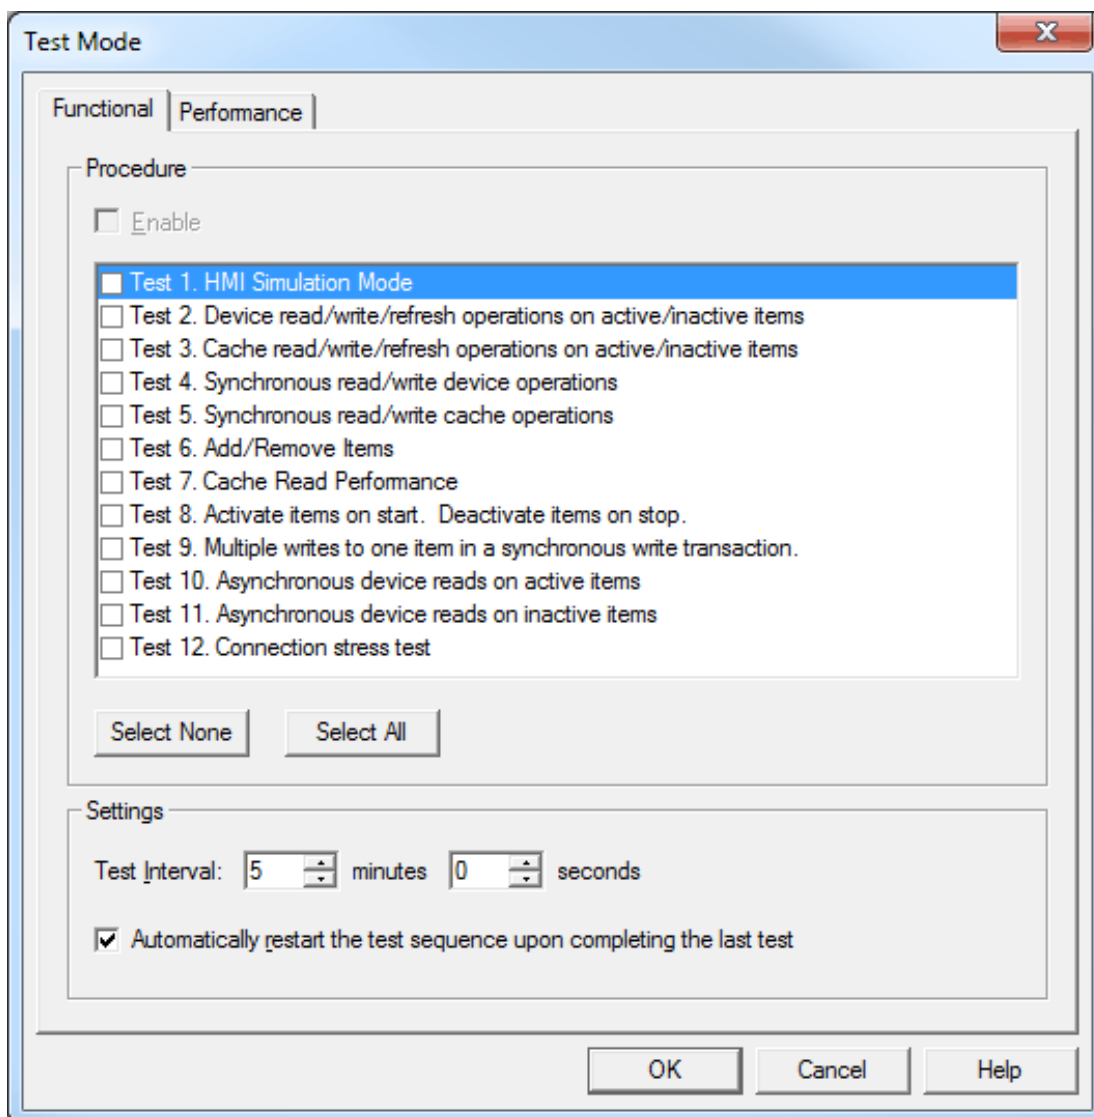 Test Mode
Functional Performance
Procedure
Enable
Test 1. HMI Simulation Mode
Test 2. Device read/write/refresh operations on active/inactive items
Test 3. Cache read/write/refresh operations on active/inactive items
Test 4. Synchronous read/write device operations
Test 5. Synchronous read/write cache operations
Test 6. Add/Remove Items
Test 7. Cache Read Performance
Test 8. Activate items on start.  Deactivate items on stop.
Test 9. Multiple writes to one item in a synchronous write transaction.
Test 10. Asynchronous device reads on active items
Test 11. Asynchronous device reads on inactive items
Test 12. Connection stress test
Select None Select All
Settings
Test Interval: 5 minutes 0 seconds
Automatically restart the test sequence upon completing the last test
OK Cancel Help